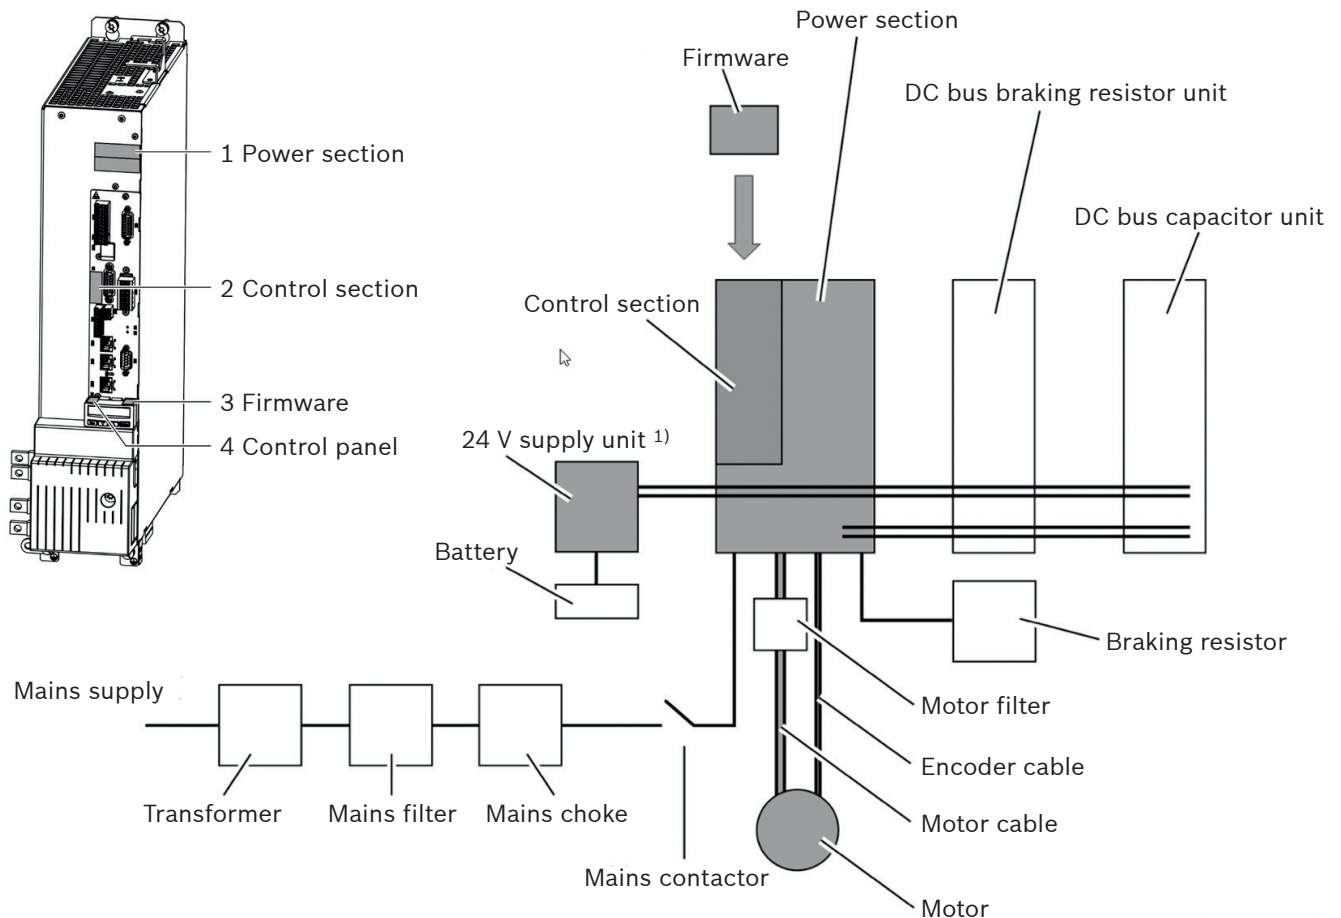 Power section
Firmware
DC bus braking resistor unit
1 Power section
DC bus capacitor unit
2 Control section
Control section
3 Firmware
24 V supply unit ¹⁾
4 Control panel
Battery
Braking resistor
Mains supply
Motor filter
Encoder cable
Transformer
Mains filter
Mains choke
Motor cable
Mains contactor
Motor